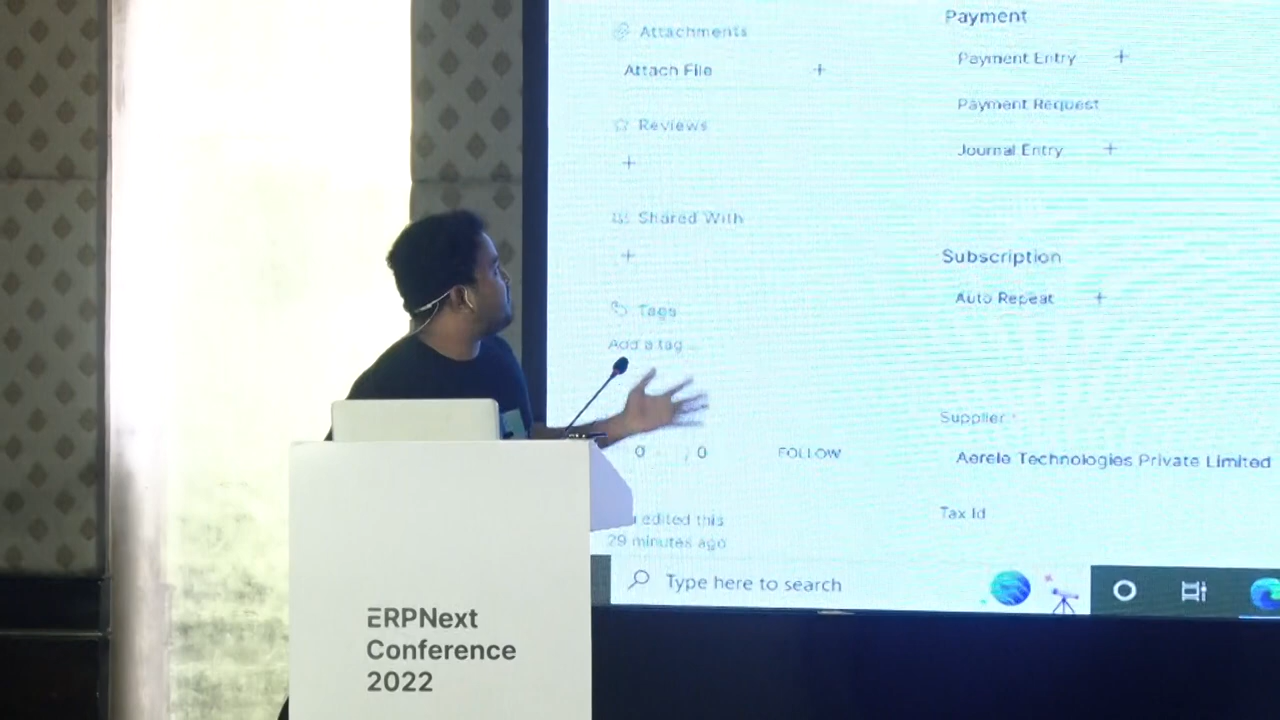 Attachments
Attach File +
Reviews
+
Shared With
+
Tags
Add a tag ...
0 0 FOLLOW
edited this
29 minutes ago
Payment
Payment Entry +
Payment Request
Journal Entry +
Subscription
Auto Repeat +
Supplier *
Aerele Technologies Private Limited
Tax Id
Type here to search
ERPNext
Conference
2022